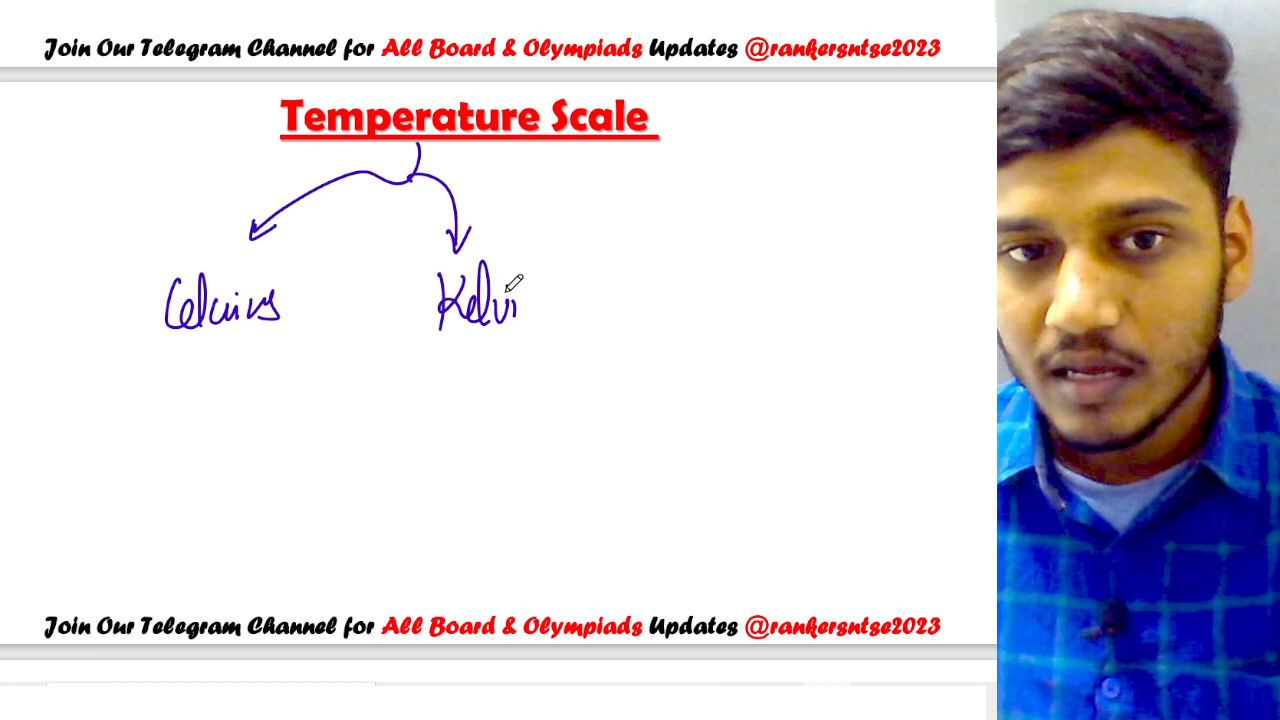 Join Our Telegram Channel for All Board & Olympiads Updates @rankersntse2023
Temperature Scale
Celcius Kelvi
Join Our Telegram Channel for All Board & Olympiads Updates @rankersntse2023